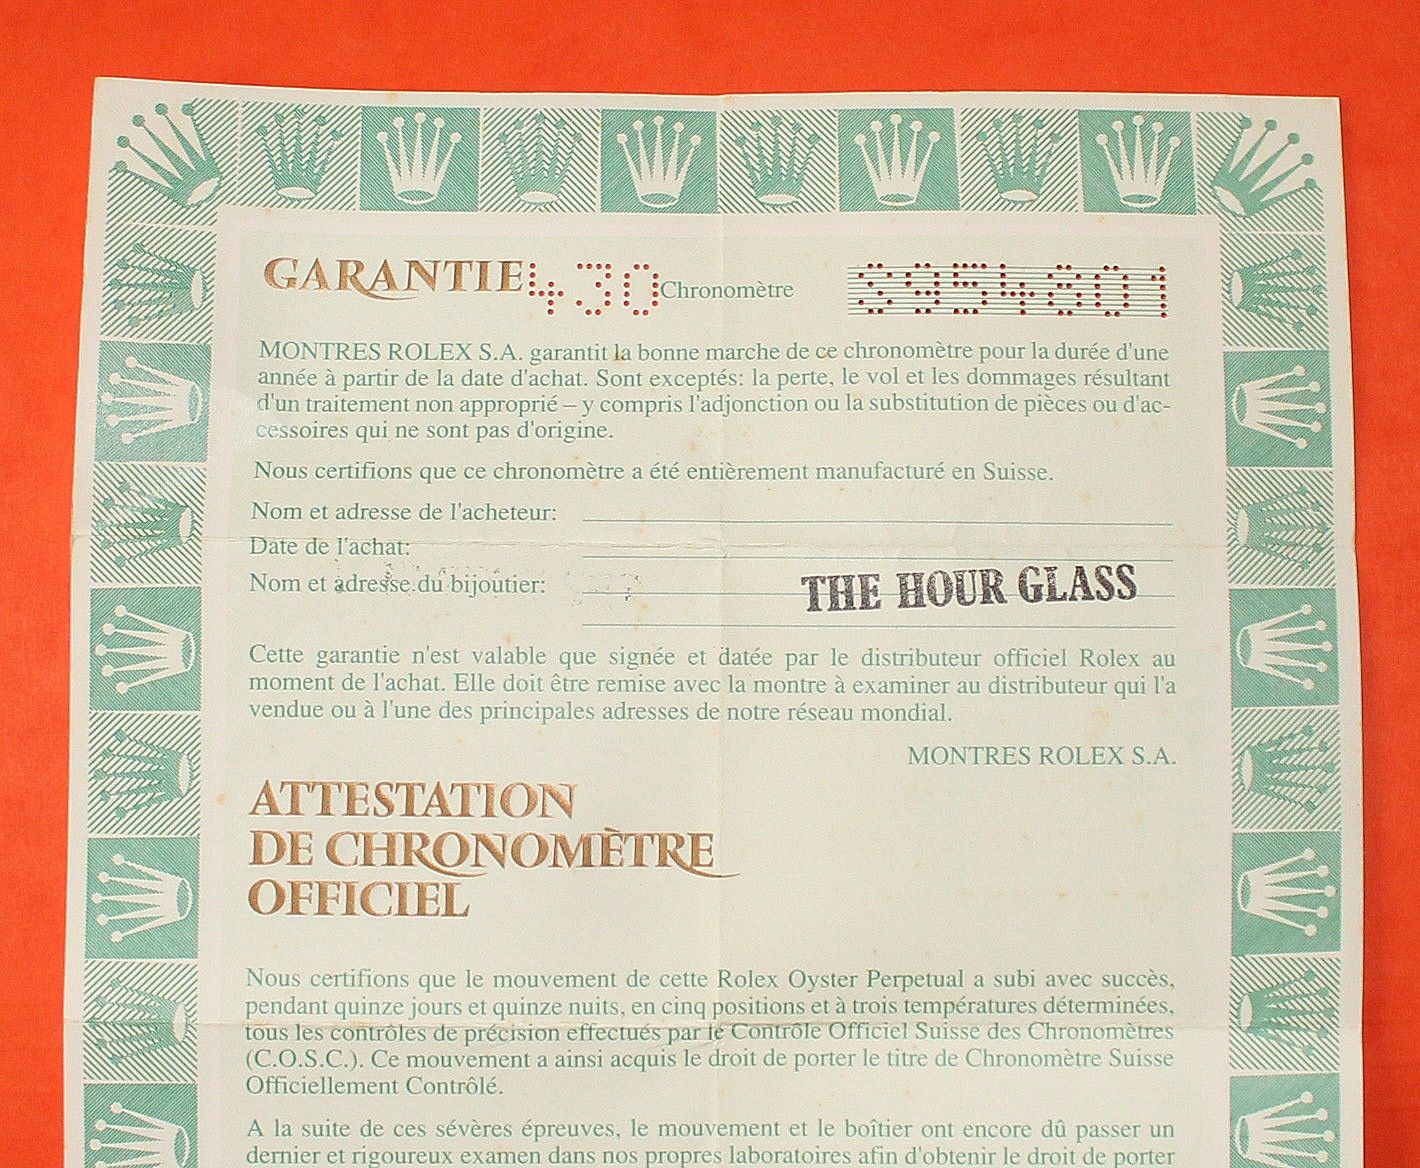 GARANTIE 430 Chronomètre S954801
MONTRES ROLEX S.A. garantit la bonne marche de ce chronomètre pour la durée d'une
année à partir de la date d'achat. Sont exceptés: la perte, le vol et les dommages résultant
d'un traitement non approprié – y compris l'adjonction ou la substitution de pièces ou d'ac-
cessoires qui ne sont pas d'origine.
Nous certifions que ce chronomètre a été entièrement manufacturé en Suisse.
Nom et adresse de l'acheteur:
Date de l'achat:
Nom et adresse du bijoutier: THE HOUR GLASS
Cette garantie n'est valable que signée et datée par le distributeur officiel Rolex au
moment de l'achat. Elle doit être remise avec la montre à examiner au distributeur qui l'a
vendue ou à l'une des principales adresses de notre réseau mondial.
MONTRES ROLEX S.A.
ATTESTATION
DE CHRONOMÈTRE
OFFICIEL
Nous certifions que le mouvement de cette Rolex Oyster Perpetual a subi avec succès,
pendant quinze jours et quinze nuits, en cinq positions et à trois températures déterminées,
tous les contrôles de précision effectués par le Contrôle Officiel Suisse des Chronomètres
(C.O.S.C.). Ce mouvement a ainsi acquis le droit de porter le titre de Chronomètre Suisse
Officiellement Contrôlé.
A la suite de ces sévères épreuves, le mouvement et le boîtier ont encore dû passer un
dernier et rigoureux examen dans nos propres laboratoires afin d'obtenir le droit de porter